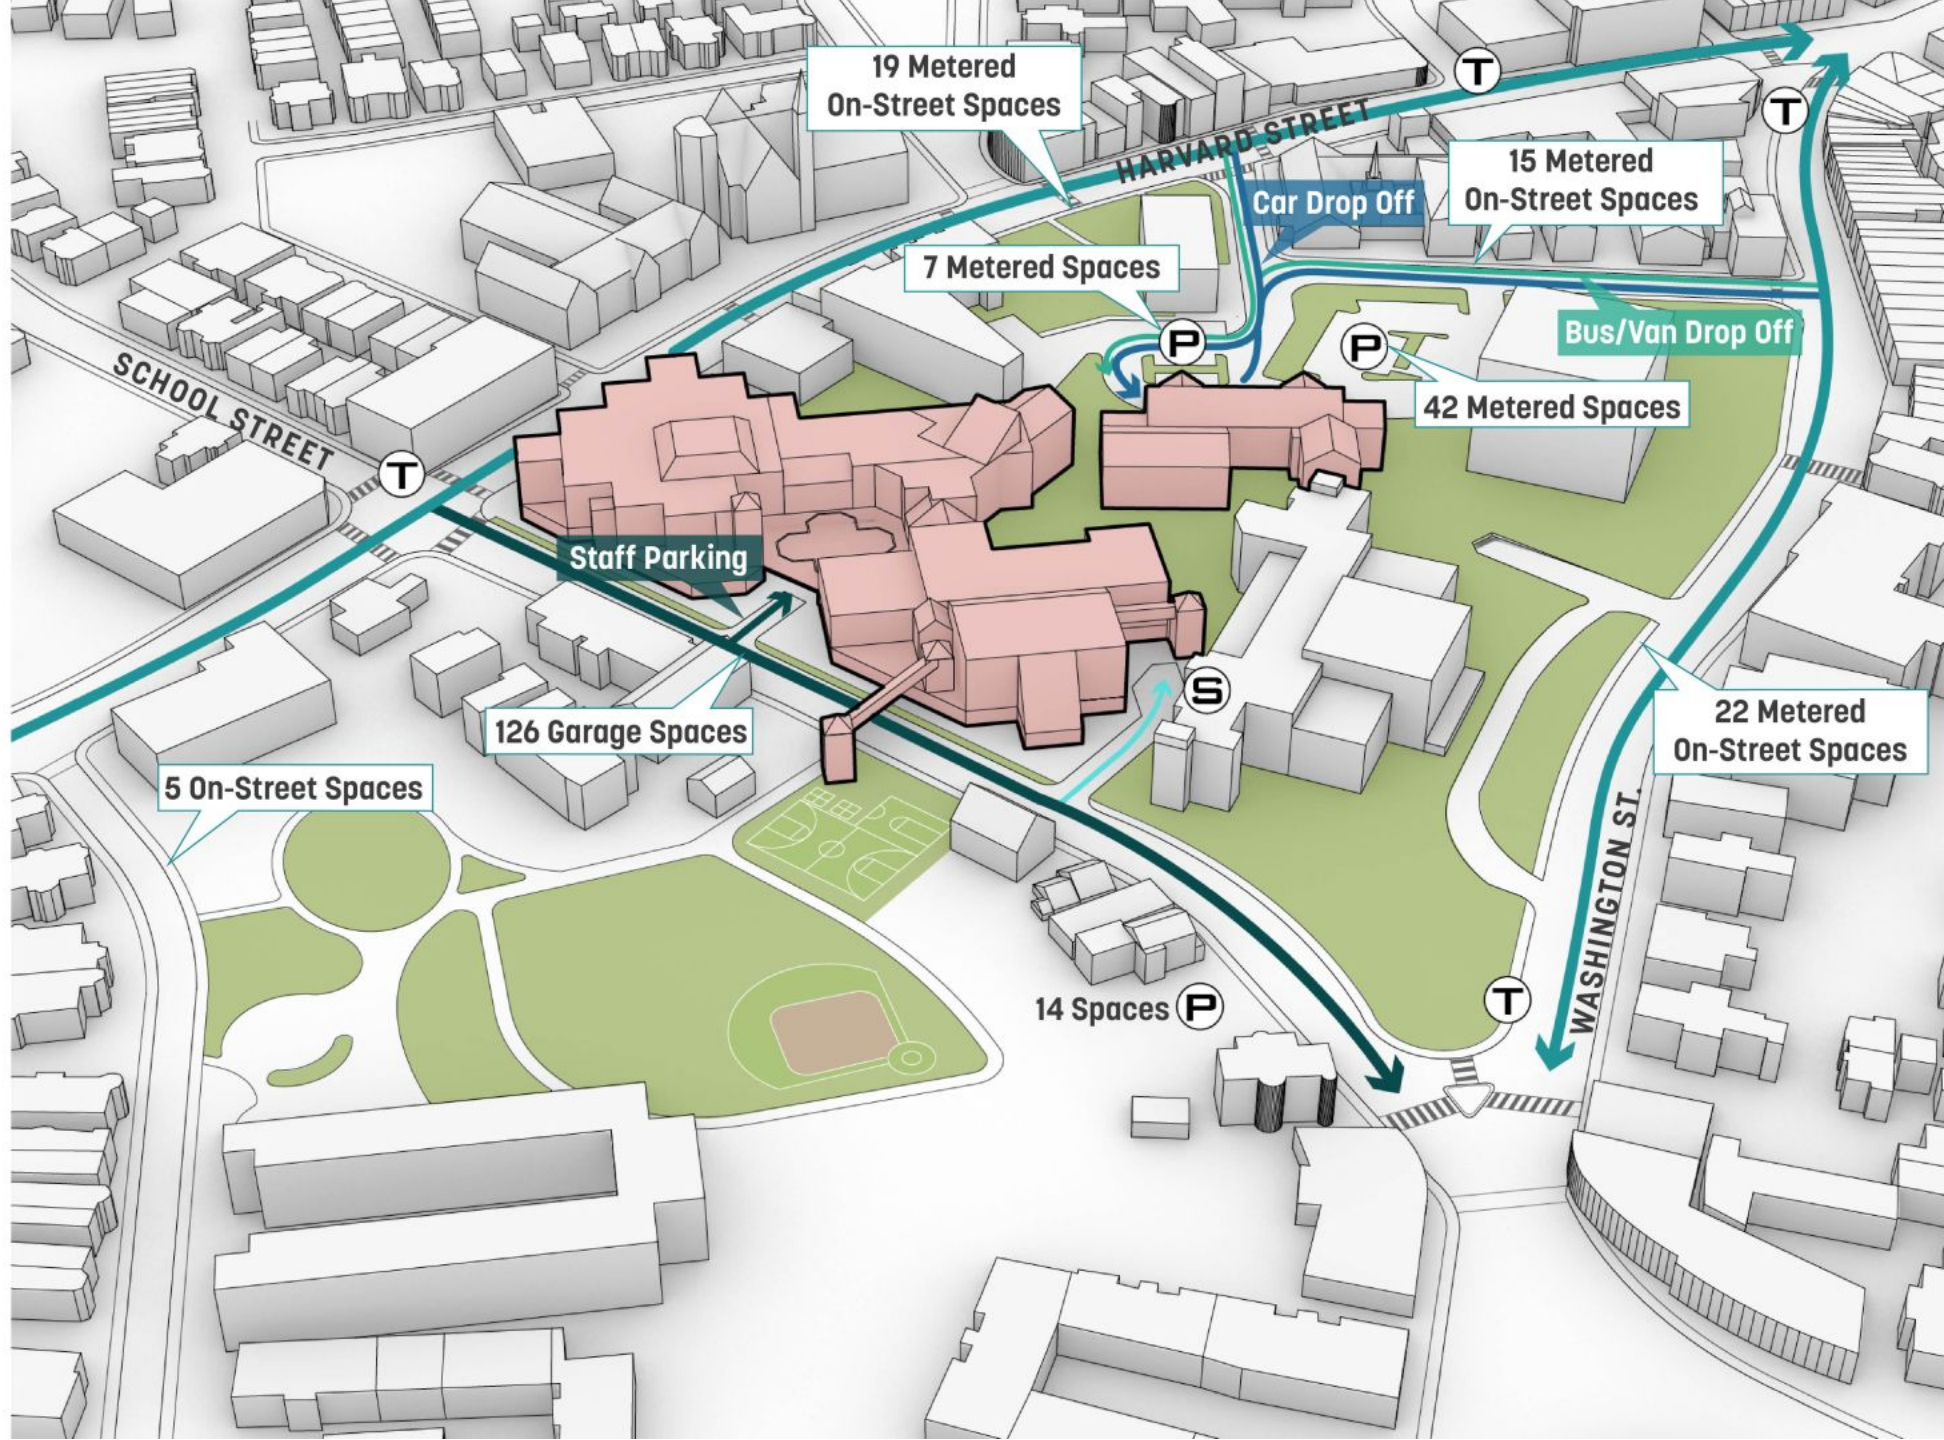 19 Metered
On-Street Spaces
T
T
HARVARD STREET
15 Metered
On-Street Spaces
Car Drop Off
7 Metered Spaces
P
P
Bus/Van Drop Off
42 Metered Spaces
SCHOOL STREET
T
Staff Parking
S
126 Garage Spaces
22 Metered
On-Street Spaces
5 On-Street Spaces
WASHINGTON ST.
14 Spaces P
T